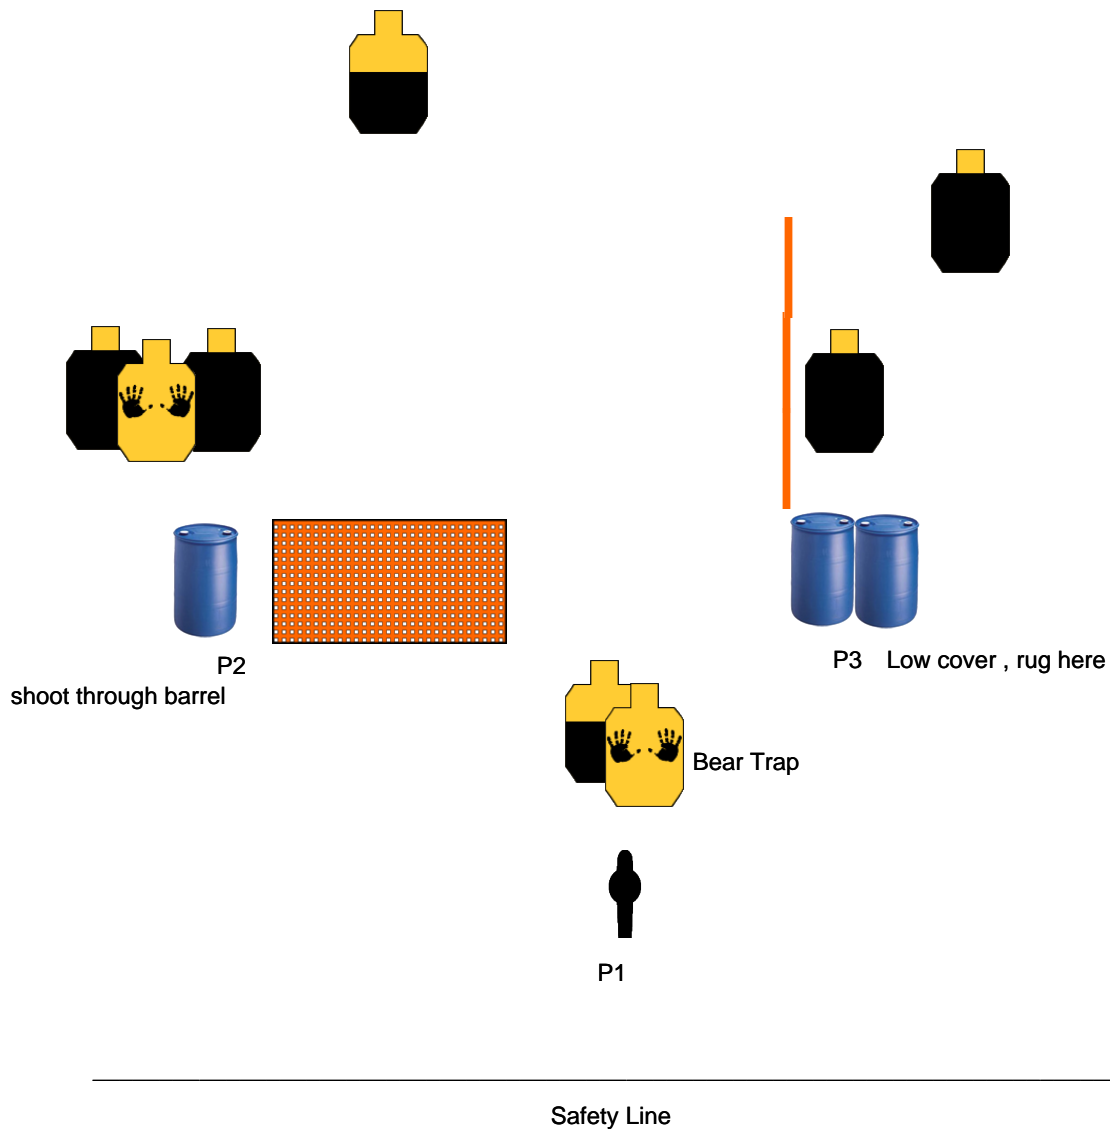 P2
shoot through barrel
P3 Low cover , rug here
Bear Trap
P1
Safety Line